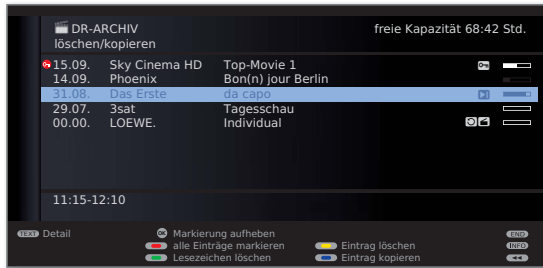 DR-ARCHIV freie Kapazität 68:42 Std.
löschen/kopieren
15.09. Sky Cinema HD Top-Movie 1
14.09. Phoenix Bon(n) jour Berlin
31.08. Das Erste da capo
29.07. 3sat Tagesschau
00.00. LOEWE. Individual
11:15-12:10
TEXT Detail OK Markierung aufheben END
alle Einträge markieren Eintrag löschen INFO
Lesezeichen löschen Eintrag kopieren